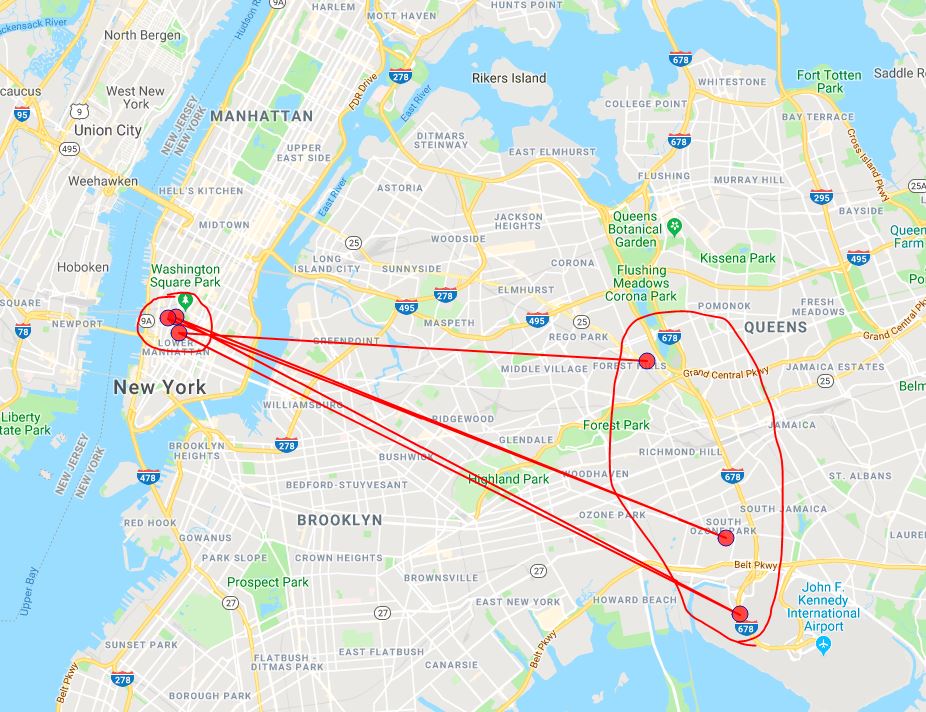 HARLEM
9A
HUNTS POINT
MOTT HAVEN
Hudson R
ackensack River
North Bergen
278
Rikers Island
678
WHITESTONE
Fort Totten
Park
Saddle Ro
caucus
West New
York
FDR Drive
East River
COLLEGE POINT
BAY TERRACE
95
9
Union City
NEW JERSEY
NEW YORK
MANHATTAN
DITMARS
STEINWAY
678
Cross Island Pkwy
495
UPPER
EAST SIDE
EAST ELMHURST
FLUSHING
MURRAY HILL
Weehawken
HELL'S KITCHEN
East River
ASTORIA
295
25A
BAYSIDE
MIDTOWN
JACKSON
HEIGHTS
Queens
Botanical
Garden
25
WOODSIDE
Queen
Farm
Hoboken
Washington
Square Park
LONG
ISLAND CITY
SUNNYSIDE
CORONA
Flushing
Meadows
Corona Park
Kissena Park
495
SQUARE
278
495
ELMHURST
POMONOK
FRESH
MEADOWS
Po
78
NEWPORT
9A
MASPETH
495
25
REGO PARK
678
QUEENS
Grand Central Pkwy
LOWER
MANHATTAN
GREENPOINT
MIDDLE VILLAGE
FOREST HILLS
Grand Central Pkwy
JAMAICA ESTATES
25
Belm
New York
Liberty
tate Park
WILLIAMSBURG
RIDGEWOOD
Forest Park
JAMAICA
NEW JERSEY
NEW YORK
BROOKLYN
HEIGHTS
278
GLENDALE
BUSHWICK
RICHMOND HILL
478
BEDFORD-STUYVESANT
Highland Park
WOODHAVEN
678
ST. ALBANS
RED HOOK
BROOKLYN
OZONE PARK
SOUTH
OZONE PARK
SOUTH JAMAICA
LAURE
GOWANUS
PARK SLOPE
CROWN HEIGHTS
Belt Pkwy
Upper Bay
Prospect Park
BROWNSVILLE
27
27
27
EAST NEW YORK
HOWARD BEACH
678
John F.
Kennedy
International
Airport
SUNSET PARK
FLATBUSH -
DITMAS PARK
EAST FLATBUSH
CANARSIE
Belt Pkwy
Belt Pkwy
278
BOROUGH PARK